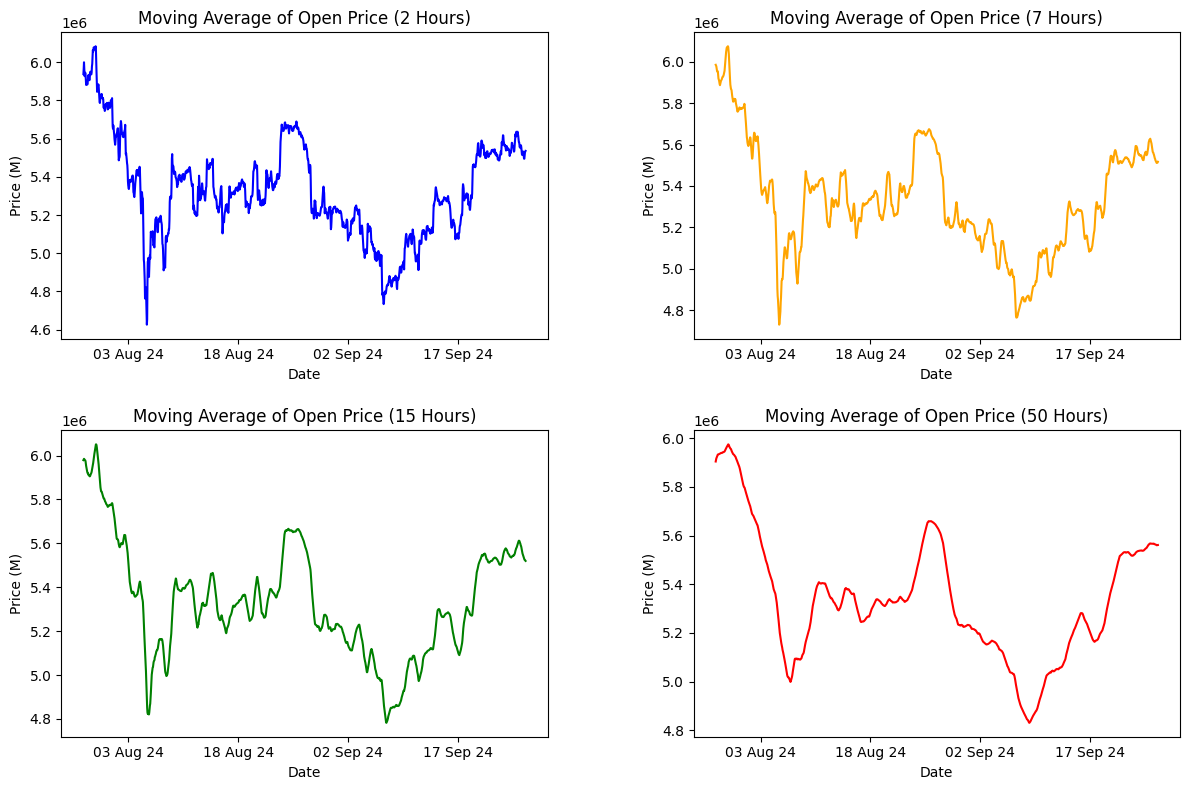 Moving Average of Open Price (2 Hours)
1e6
Price (M)
6.0
5.8
5.6
5.4
5.2
5.0
4.8
4.6
03 Aug 24 18 Aug 24 02 Sep 24 17 Sep 24
Date
Moving Average of Open Price (7 Hours)
1e6
Price (M)
6.0
5.8
5.6
5.4
5.2
5.0
4.8
03 Aug 24 18 Aug 24 02 Sep 24 17 Sep 24
Date
Moving Average of Open Price (15 Hours)
1e6
Price (M)
6.0
5.8
5.6
5.4
5.2
5.0
4.8
03 Aug 24 18 Aug 24 02 Sep 24 17 Sep 24
Date
Moving Average of Open Price (50 Hours)
1e6
Price (M)
6.0
5.8
5.6
5.4
5.2
5.0
4.8
03 Aug 24 18 Aug 24 02 Sep 24 17 Sep 24
Date